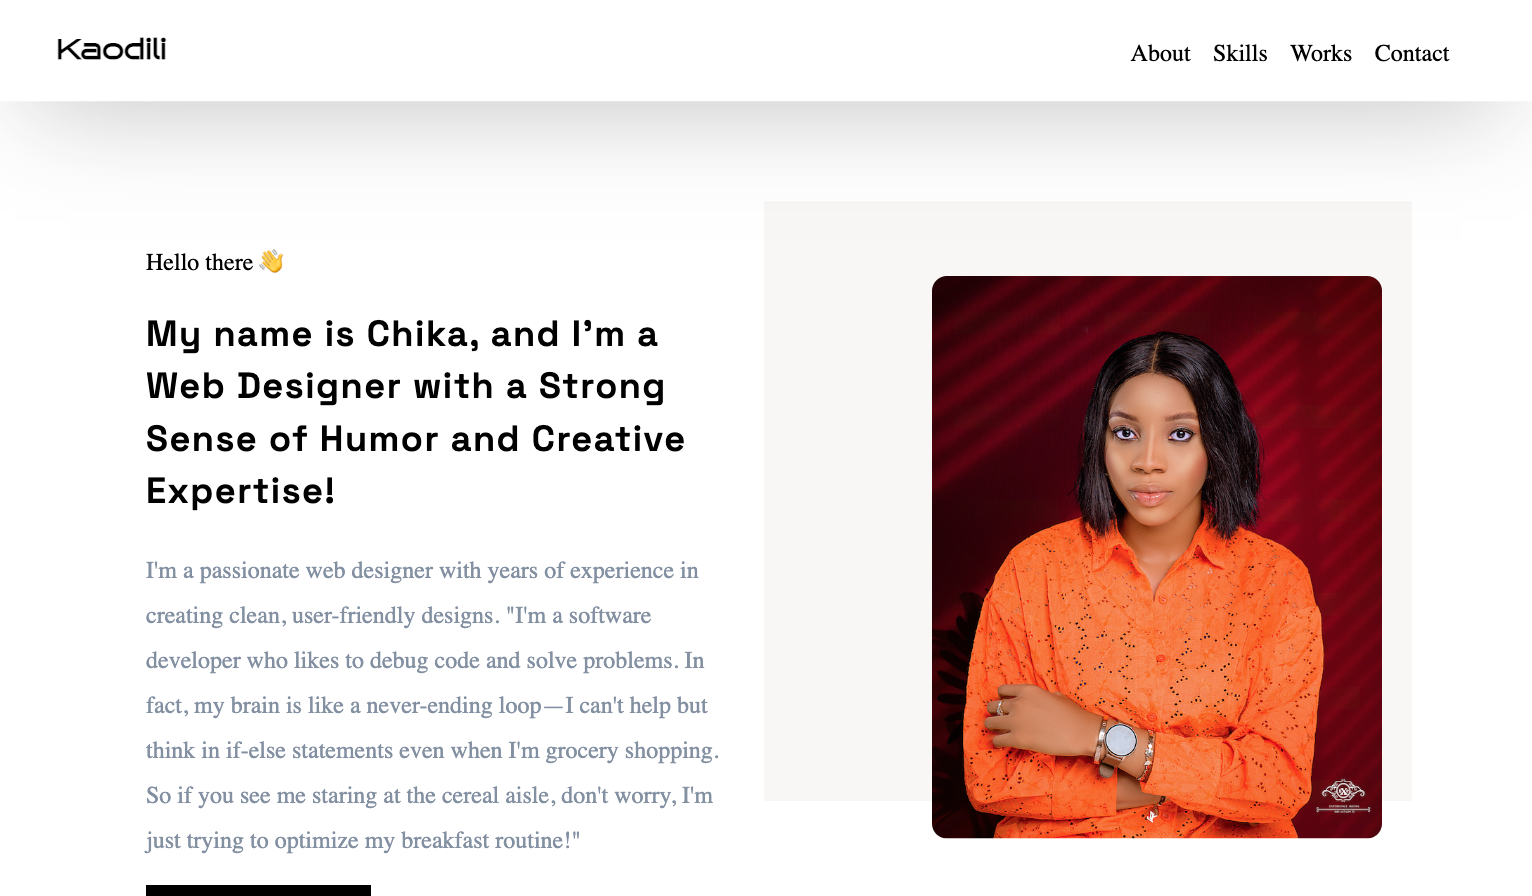 Kaodili
About Skills Works Contact
Hello there 👋
My name is Chika, and I’m a
Web Designer with a Strong
Sense of Humor and Creative
Expertise!
I'm a passionate web designer with years of experience in
creating clean, user-friendly designs. "I'm a software
developer who likes to debug code and solve problems. In
fact, my brain is like a never-ending loop—I can't help but
think in if-else statements even when I'm grocery shopping.
So if you see me staring at the cereal aisle, don't worry, I'm
just trying to optimize my breakfast routine!"